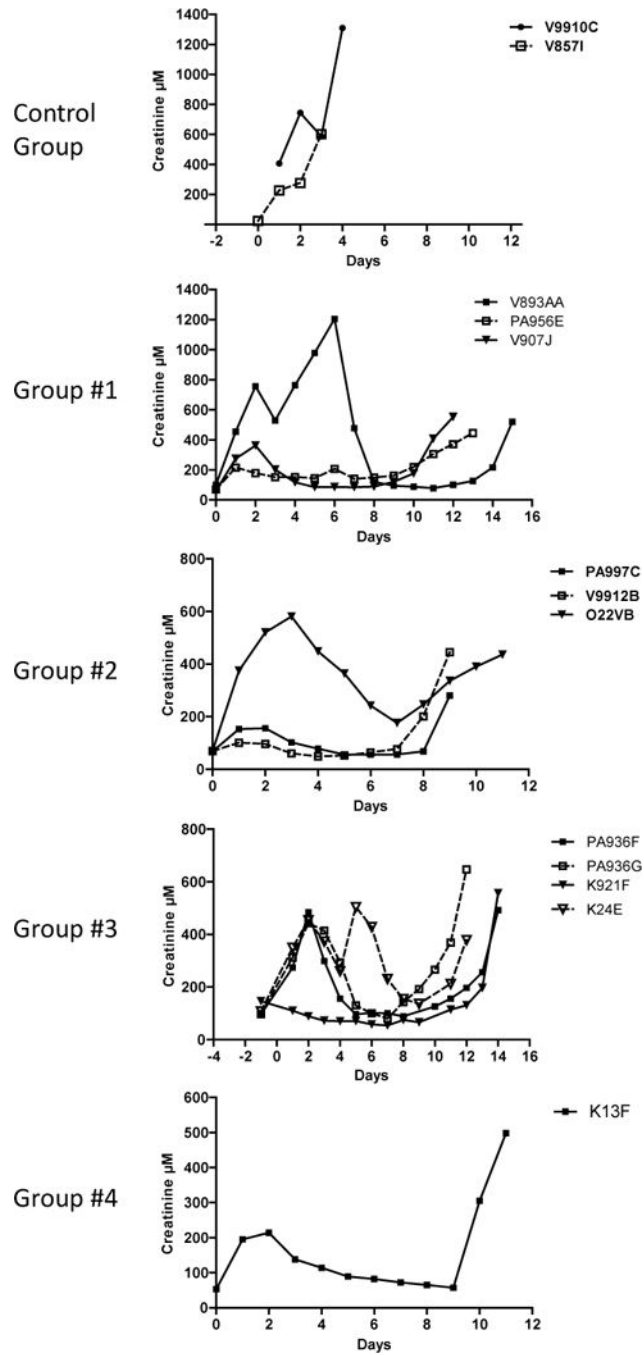 Control
Group
Creatinine µM
1400
1200
1000
800
600
400
200
-2 0 2 4 6 8 10 12
Days
V9910C
V857I
Group #1
Creatinine µM
1400
1200
1000
800
600
400
200
0
0 2 4 6 8 10 12 14 16
Days
V893AA
PA956E
V907J
Group #2
Creatinine µM
800
600
400
200
0
0 2 4 6 8 10 12
Days
PA997C
V9912B
O22VB
Group #3
Creatinine µM
800
600
400
200
0
-4 -2 0 2 4 6 8 10 12 14 16
Days
PA936F
PA936G
K921F
K24E
Group #4
Creatinine µM
600
500
400
300
200
100
0
0 2 4 6 8 10 12
Days
K13F